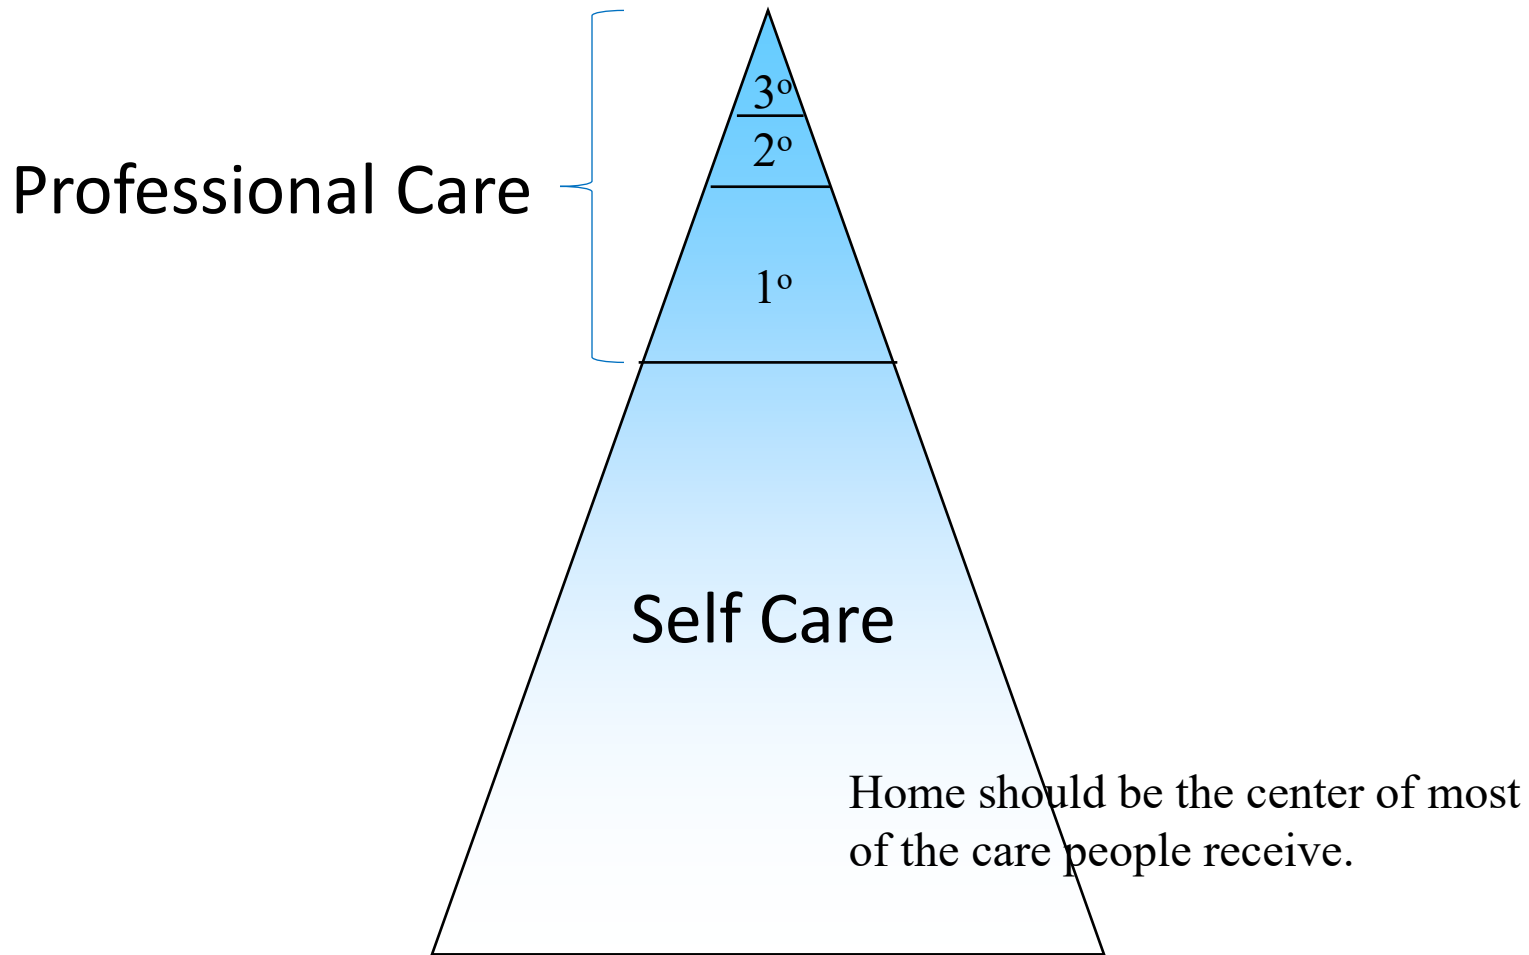 3º
2º
Professional Care
1º
Self Care
Home should be the center of most
of the care people receive.